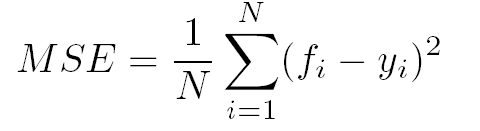 MSE = \frac{1}{N} \sum_{i=1}^{N} (f_i - y_i)^2